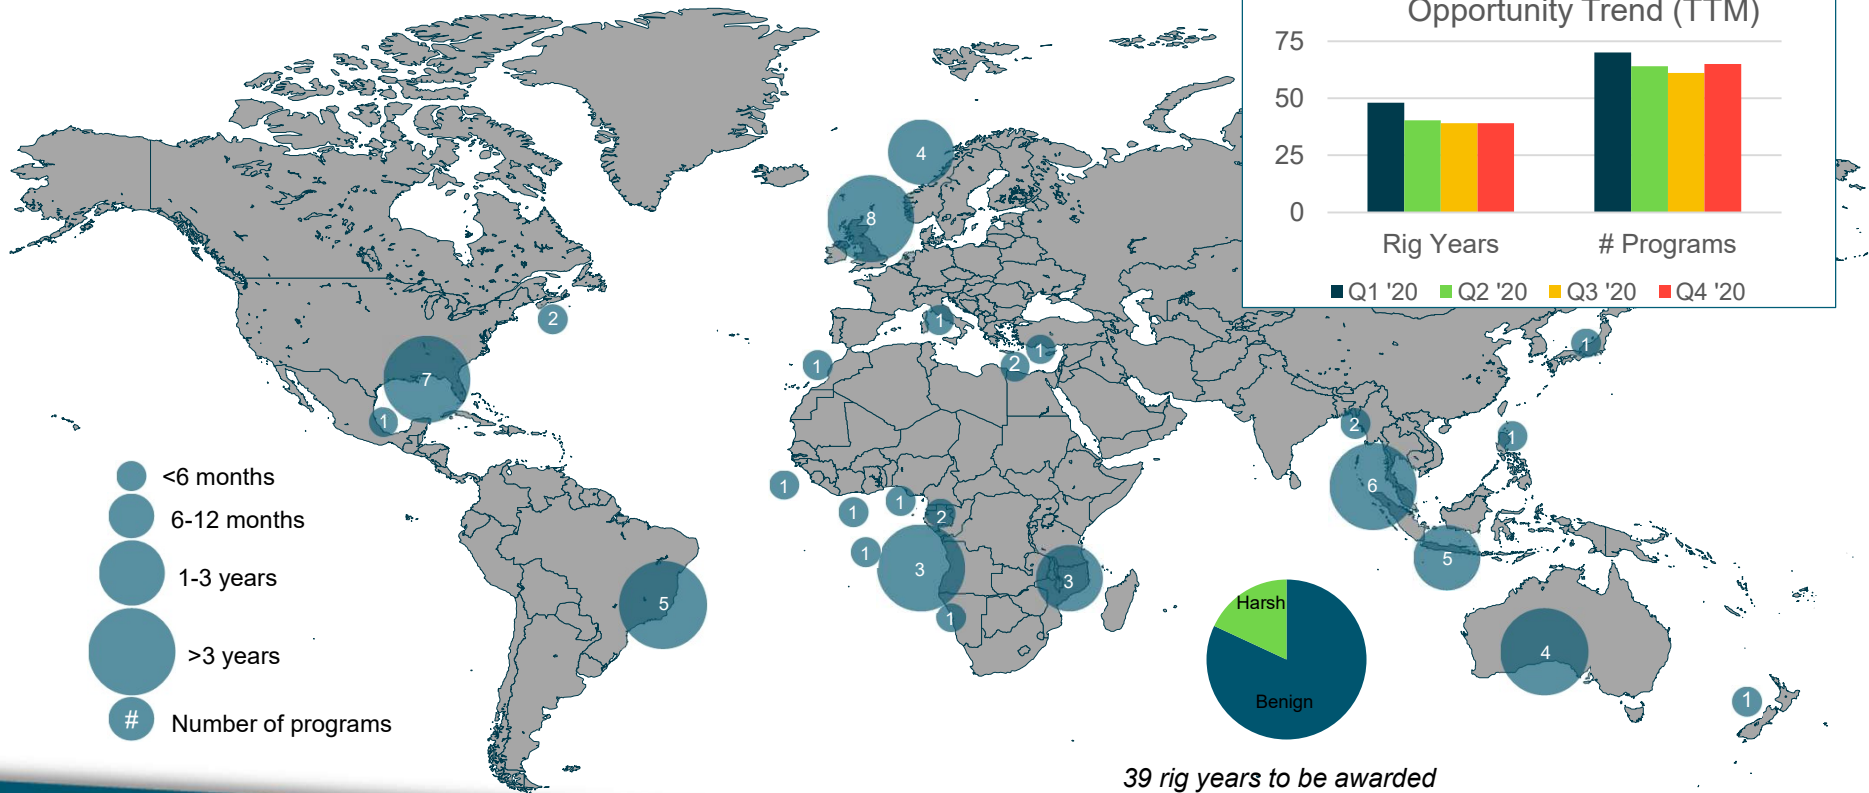 Opportunity Trend (TTM)
75
50
25
0
Rig Years
# Programs
Q1 '20
Q2 '20
Q3 '20
Q4 '20
4
8
2
7
1
1
1
2
1
1
2
1
6
5
1
1
1
2
1
3
3
1
5
4
1
<6 months
6-12 months
1-3 years
>3 years
# Number of programs
Harsh
Benign
39 rig years to be awarded